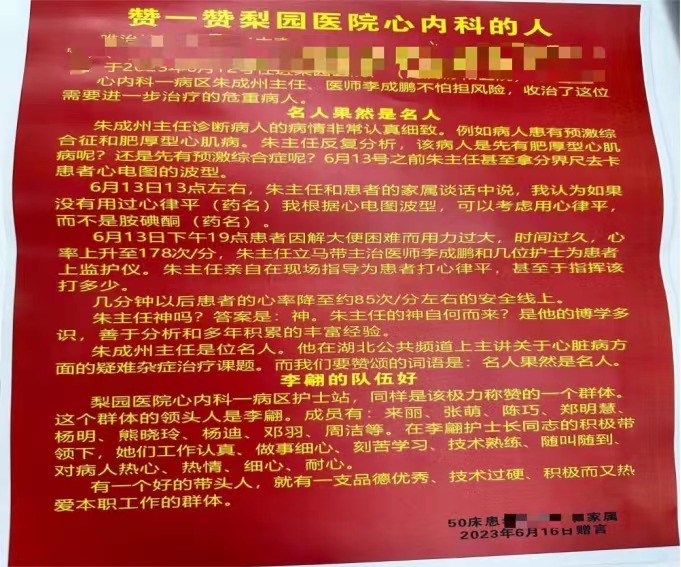 赞一赞梨园医院心内科的人
心内科一病区朱成州主任、医师李成鹏不怕担风险，收治了这位
需要进一步治疗的危重病人。
名人果然是名人
朱成州主任诊断病人的病情非常认真细致。例如病人患有预激综
合征和肥厚型心肌病。朱主任反复分析，该病人是先有肥厚型心肌
病呢？还是先有预激综合症呢？6月13号之前朱主任甚至拿分界尺去卡
患者心电图的波型。
6月13日13点左右，朱主任和患者的家属谈话中说，我认为如果
没有用过心律平（药名）我根据心电图波型，可以考虑用心律平，
而不是胺碘酮（药名）。
6月13日下午19点患者因解大便困难而用力过大，时间过久，心
率上升至178次/分，朱主任立马带主治医师李成鹏和几位护士为患者
上监护仪。朱主任亲自在现场指导为患者打心律平，甚至于指挥该
打多少。
几分钟以后患者的心率降至约85次/分左右的安全线上。
朱主任神吗？答案是：神。朱主任的神自何而来？是他的博学多
识，善于分析和多年积累的丰富经验。
朱成州主任是位名人。他在湖北公共频道上主讲关于心脏病方
面的疑难杂症治疗课题。而我们要赞颂的词语是：名人果然是名人。
李翩的队伍好
梨园医院心内科一病区护士站，同样是该极力称赞的一个群体。
这个群体的领头人是李翩。成员有：来丽、张萌、陈巧、郑明慧、
杨明、熊晓玲、杨迪、邓羽、周洁等。在李翩护士长同志的积极带
领下，她们工作认真、做事细心、刻苦学习、技术熟练、随叫随到、
对病人热心、热情、细心、耐心。
有一个好的带头人，就有一支品德优秀、技术过硬、积极而又热
爱本职工作的群体。
50床患 家属
2023年6月16日赠言